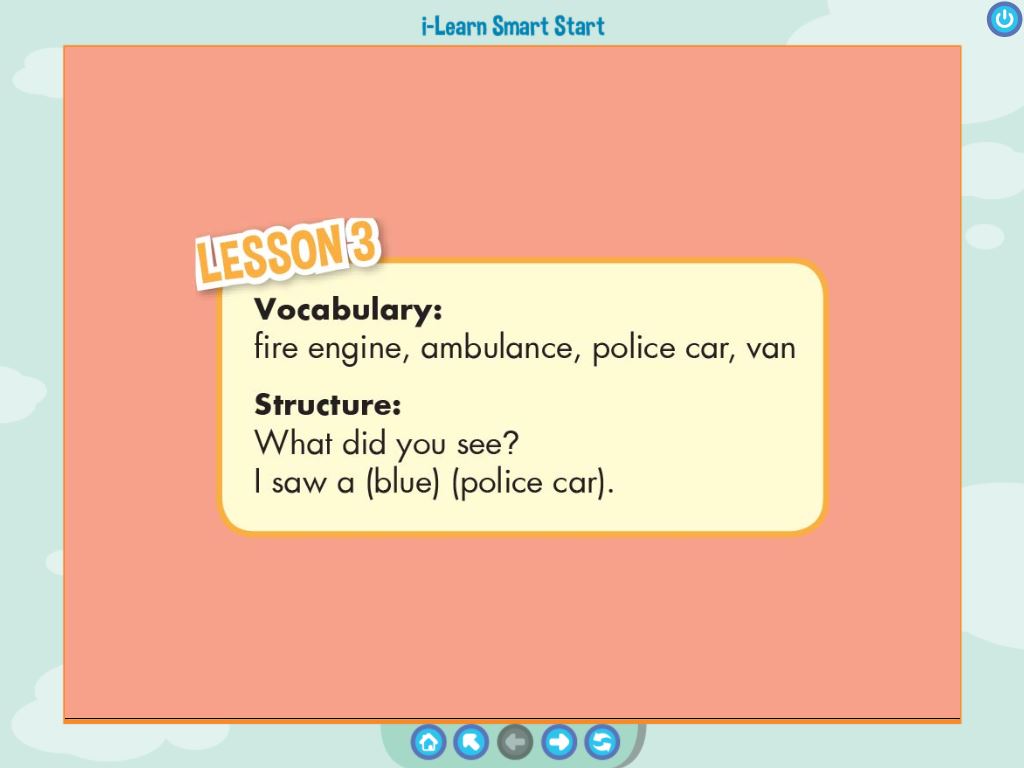 i-Learn Smart Start
LESSON 3
Vocabulary:
fire engine, ambulance, police car, van
Structure:
What did you see?
I saw a (blue) (police car).